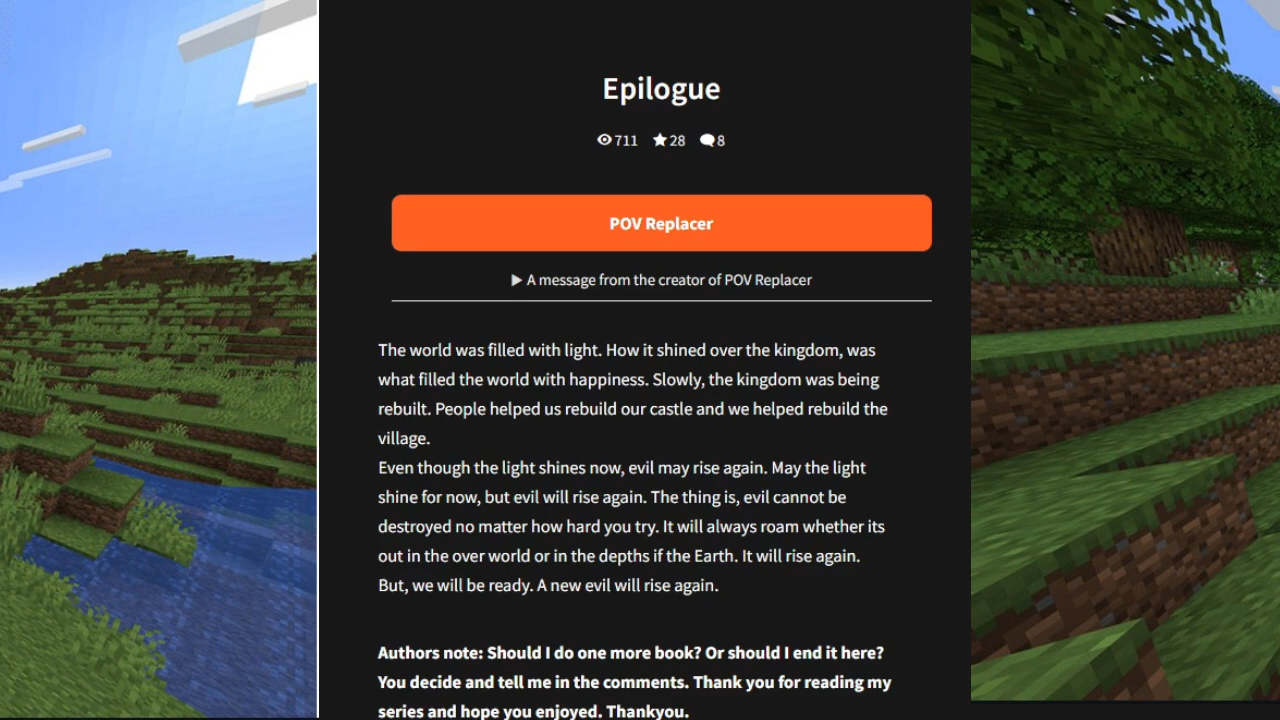 Epilogue
711 28 8
POV Replacer
▶ A message from the creator of POV Replacer
The world was filled with light. How it shined over the kingdom, was
what filled the world with happiness. Slowly, the kingdom was being
rebuilt. People helped us rebuild our castle and we helped rebuild the
village.
Even though the light shines now, evil may rise again. May the light
shine for now, but evil will rise again. The thing is, evil cannot be
destroyed no matter how hard you try. It will always roam whether its
out in the over world or in the depths if the Earth. It will rise again.
But, we will be ready. A new evil will rise again.
Authors note: Should I do one more book? Or should I end it here?
You decide and tell me in the comments. Thank you for reading my
series and hope you enjoyed. Thankyou.